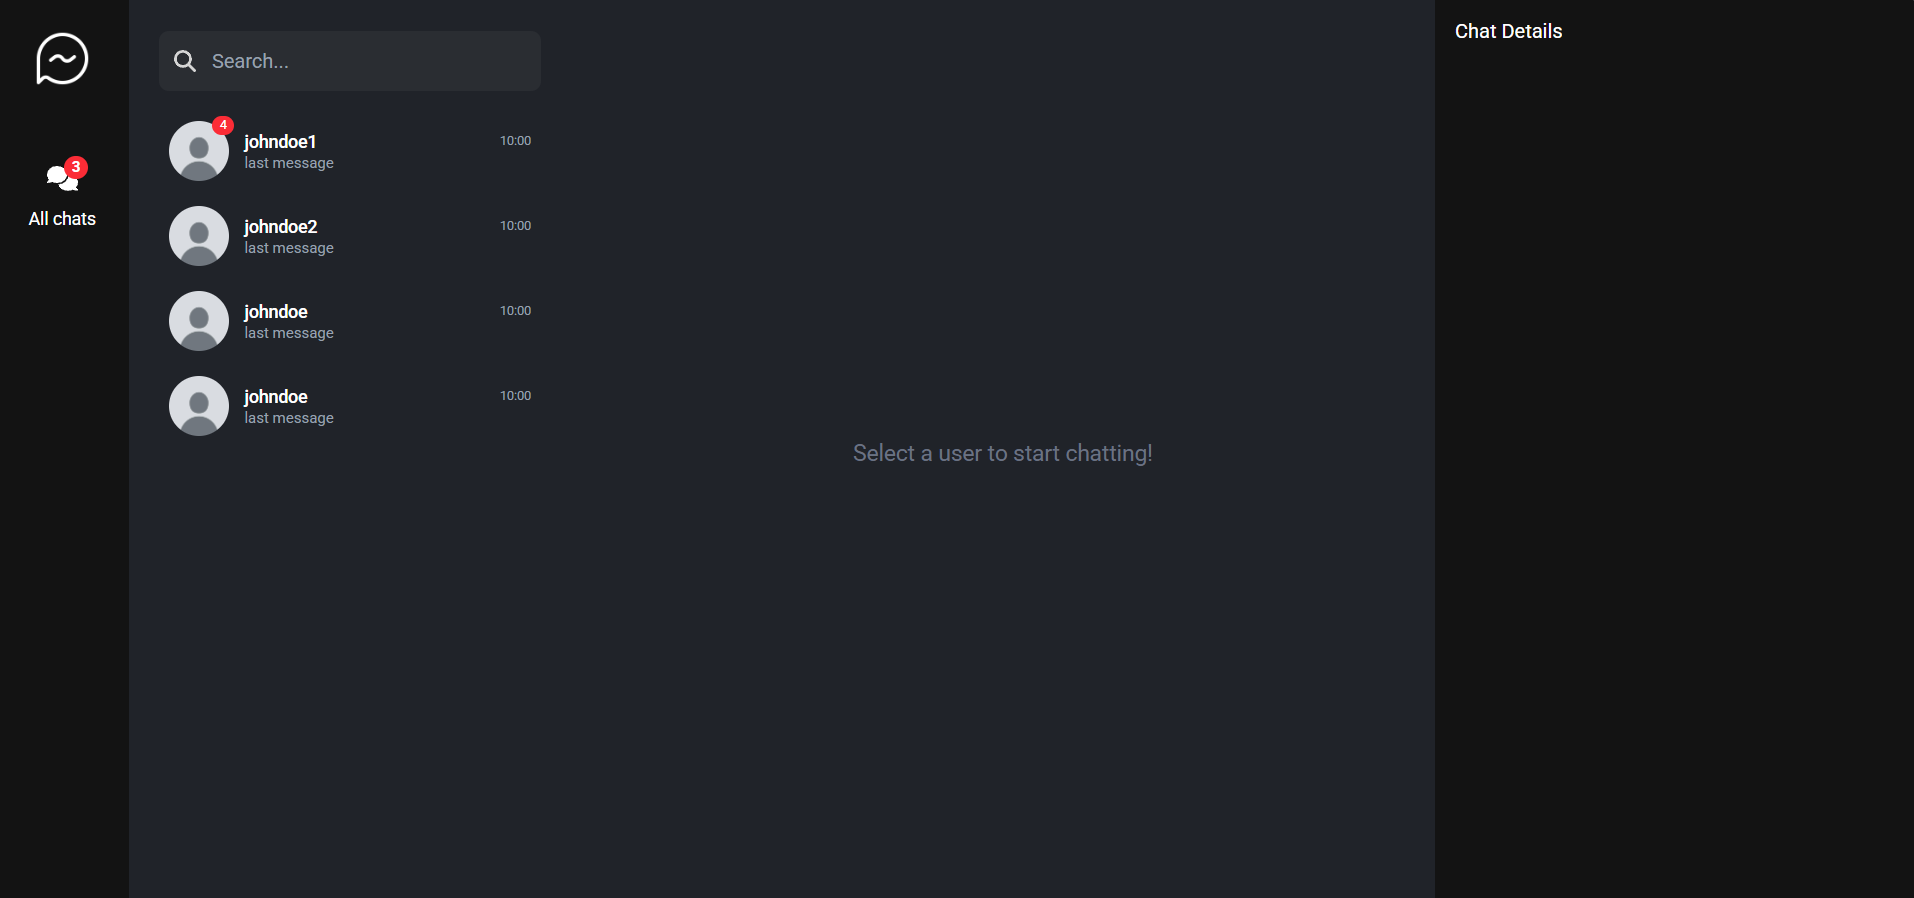 3
All chats
Search...
4
johndoe1
10:00
last message
johndoe2
10:00
last message
johndoe
10:00
last message
johndoe
10:00
last message
Select a user to start chatting!
Chat Details